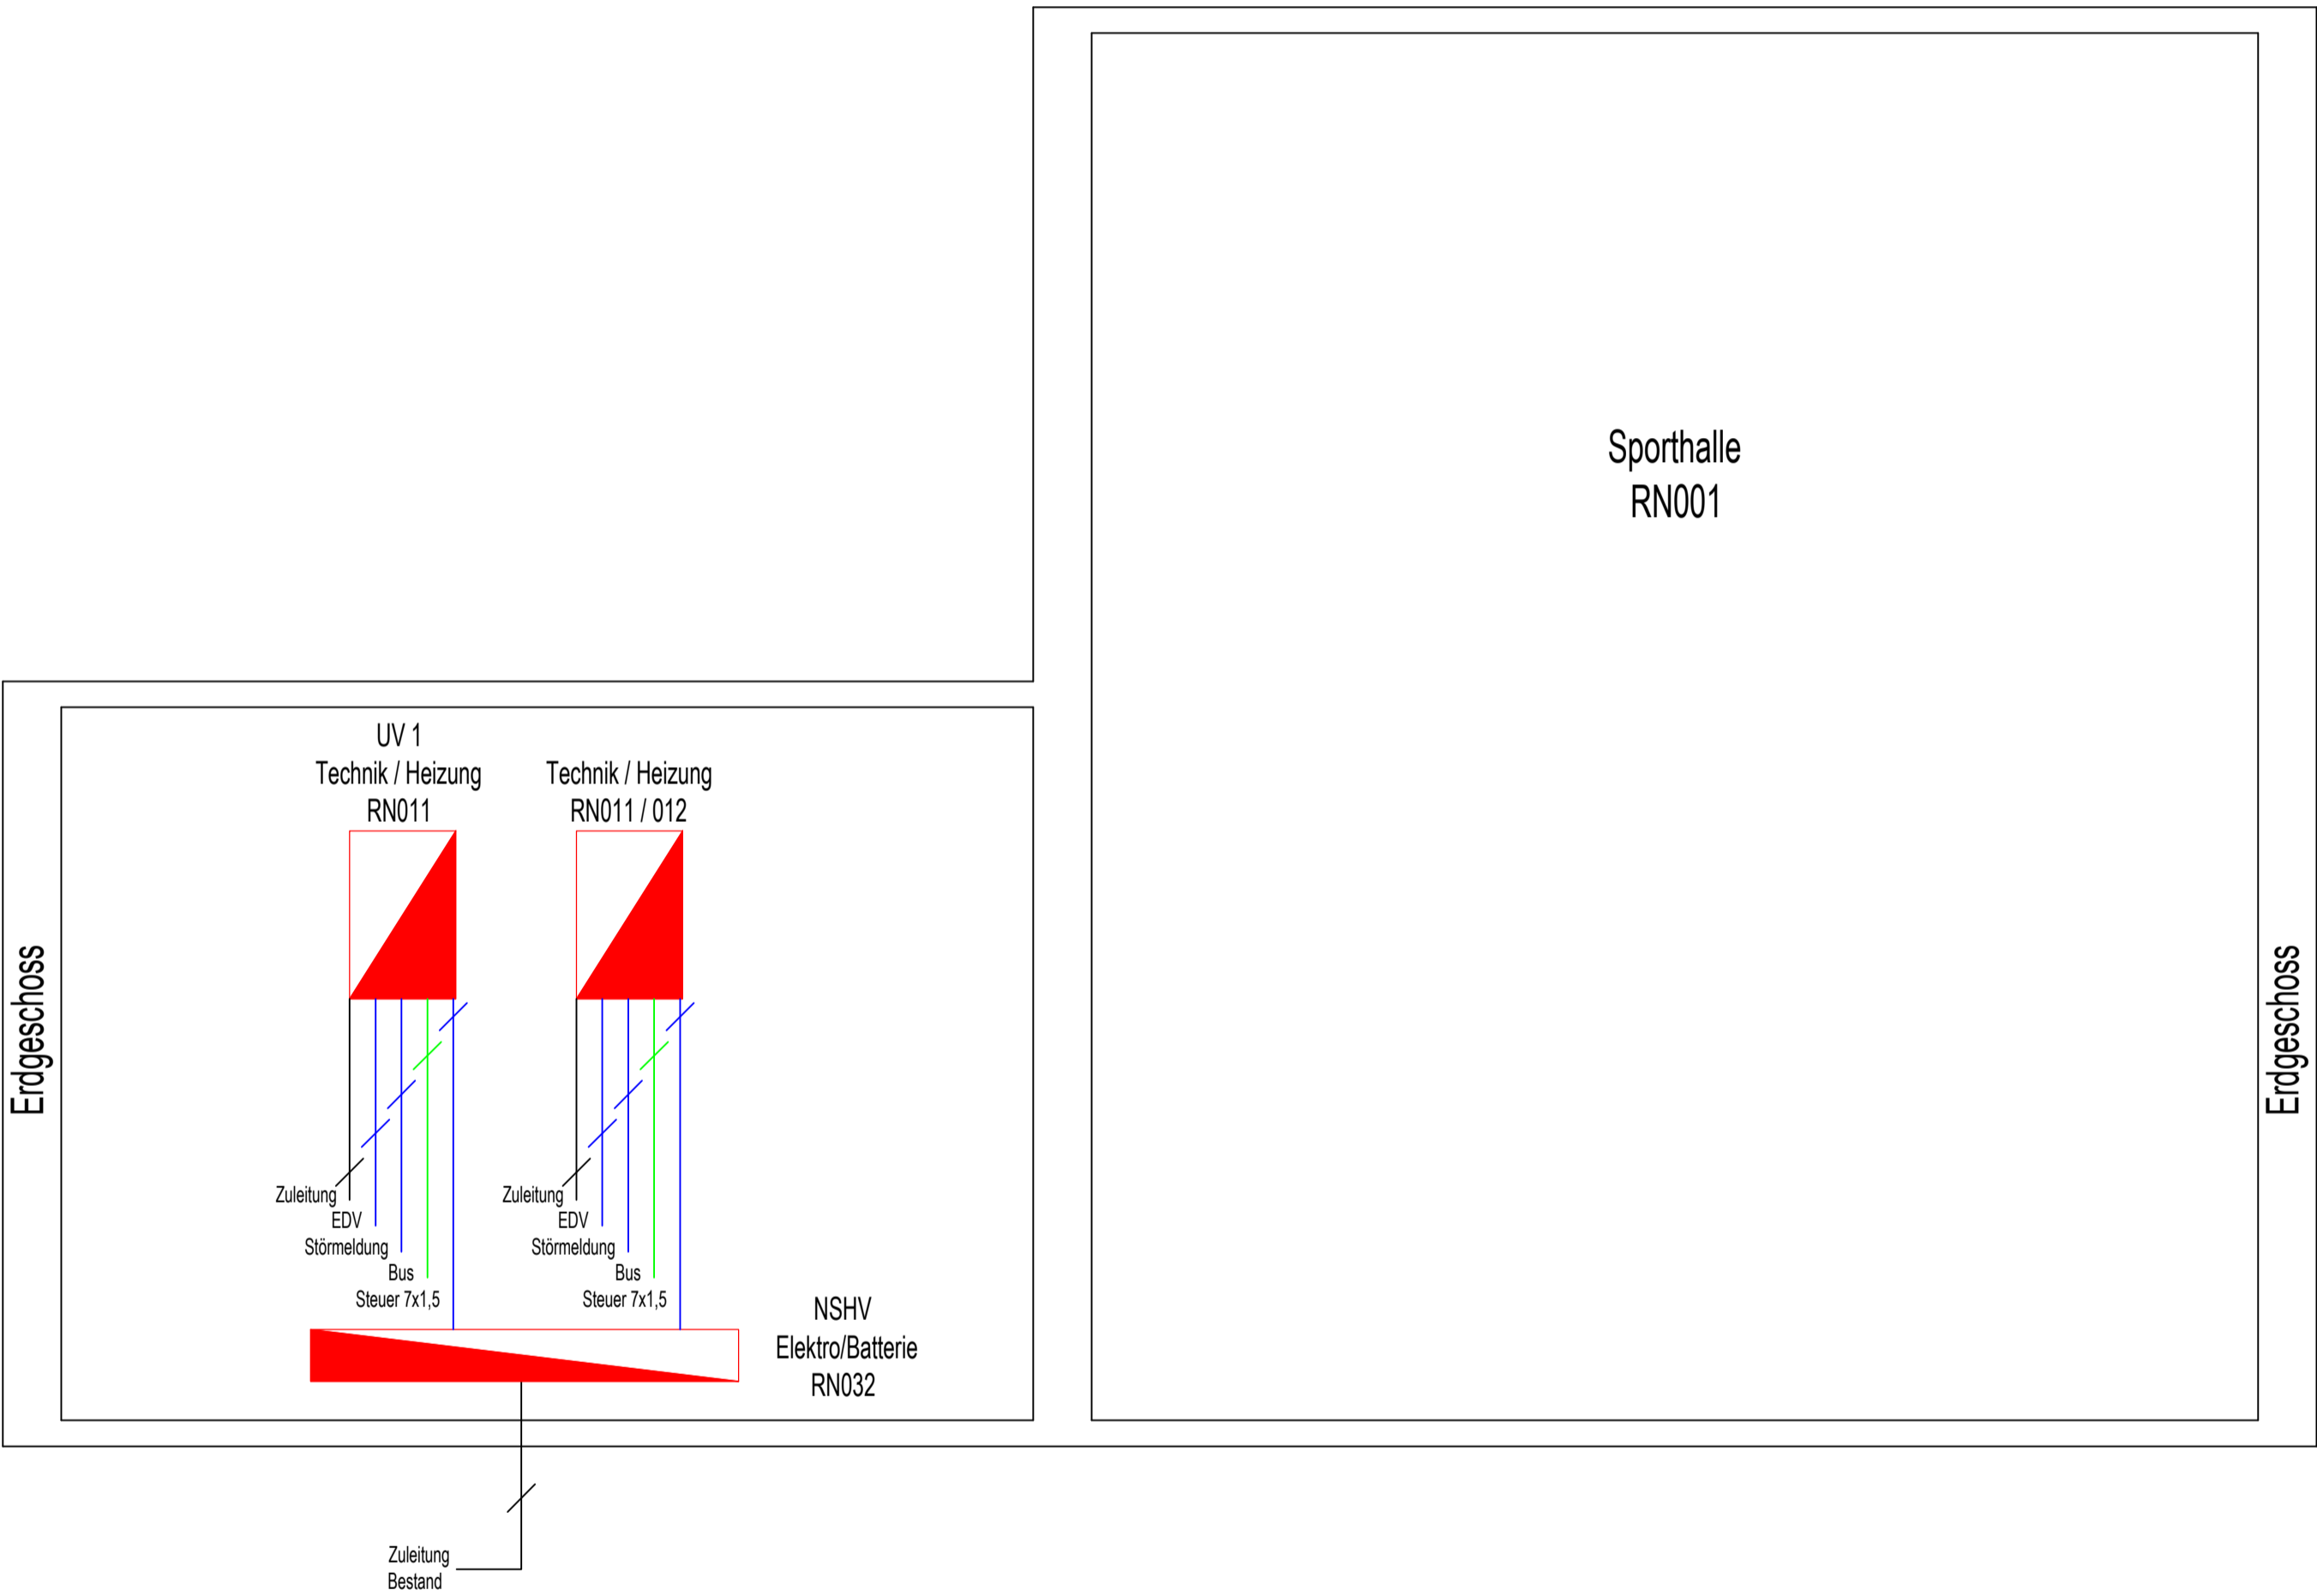 Sporthalle
RN001
UV 1
Technik / Heizung
RN011
Technik / Heizung
RN011 / 012
Erdgeschoss
Erdgeschoss
Zuleitung
EDV
Störmeldung
Bus
Steuer 7x1,5
Zuleitung
EDV
Störmeldung
Bus
Steuer 7x1,5
NSHV
Elektro/Batterie
RN032
Zuleitung
Bestand